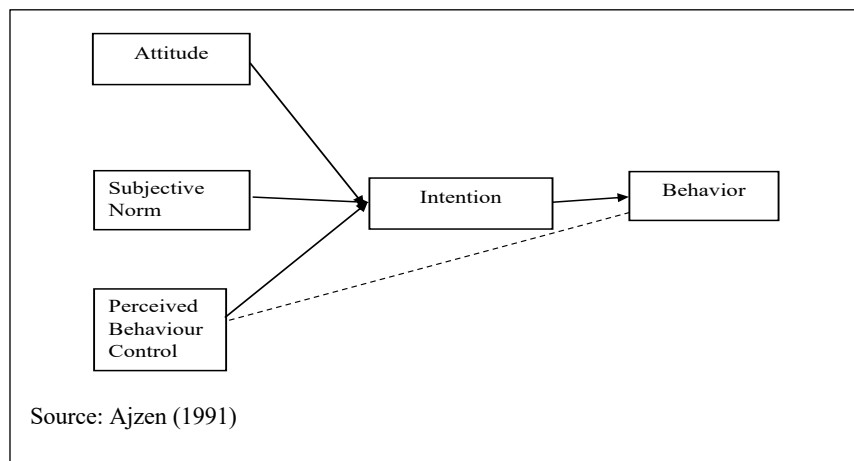 Attitude
Subjective
Norm
Intention
Behavior
Perceived
Behaviour
Control
Source: Ajzen (1991)